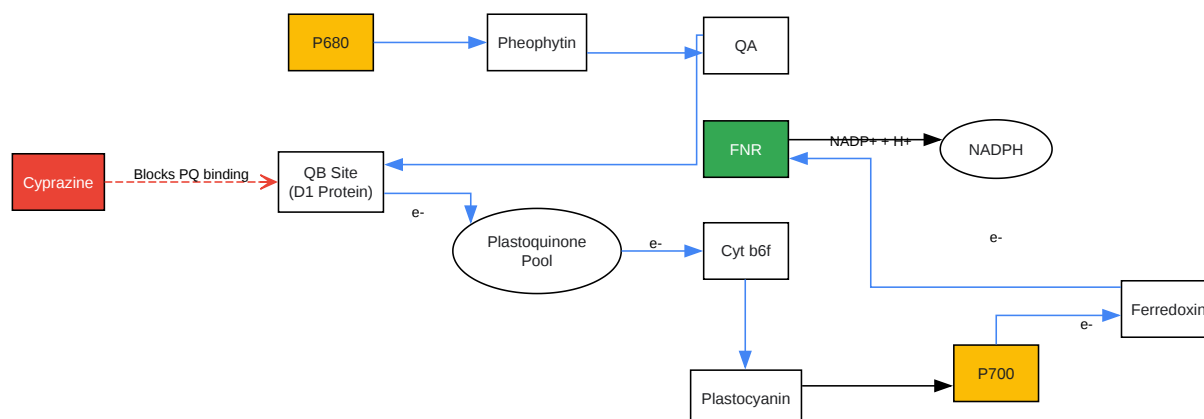 P680
Pheophytin
QA
FNR
NADP+ + H+
NADPH
Cyprazine
Blocks PQ binding
QB Site
(D1 Protein)
e-
Plastoquinone
Pool
e-
Cyt b6f
e-
Ferredoxin
e-
P700
Plastocyanin